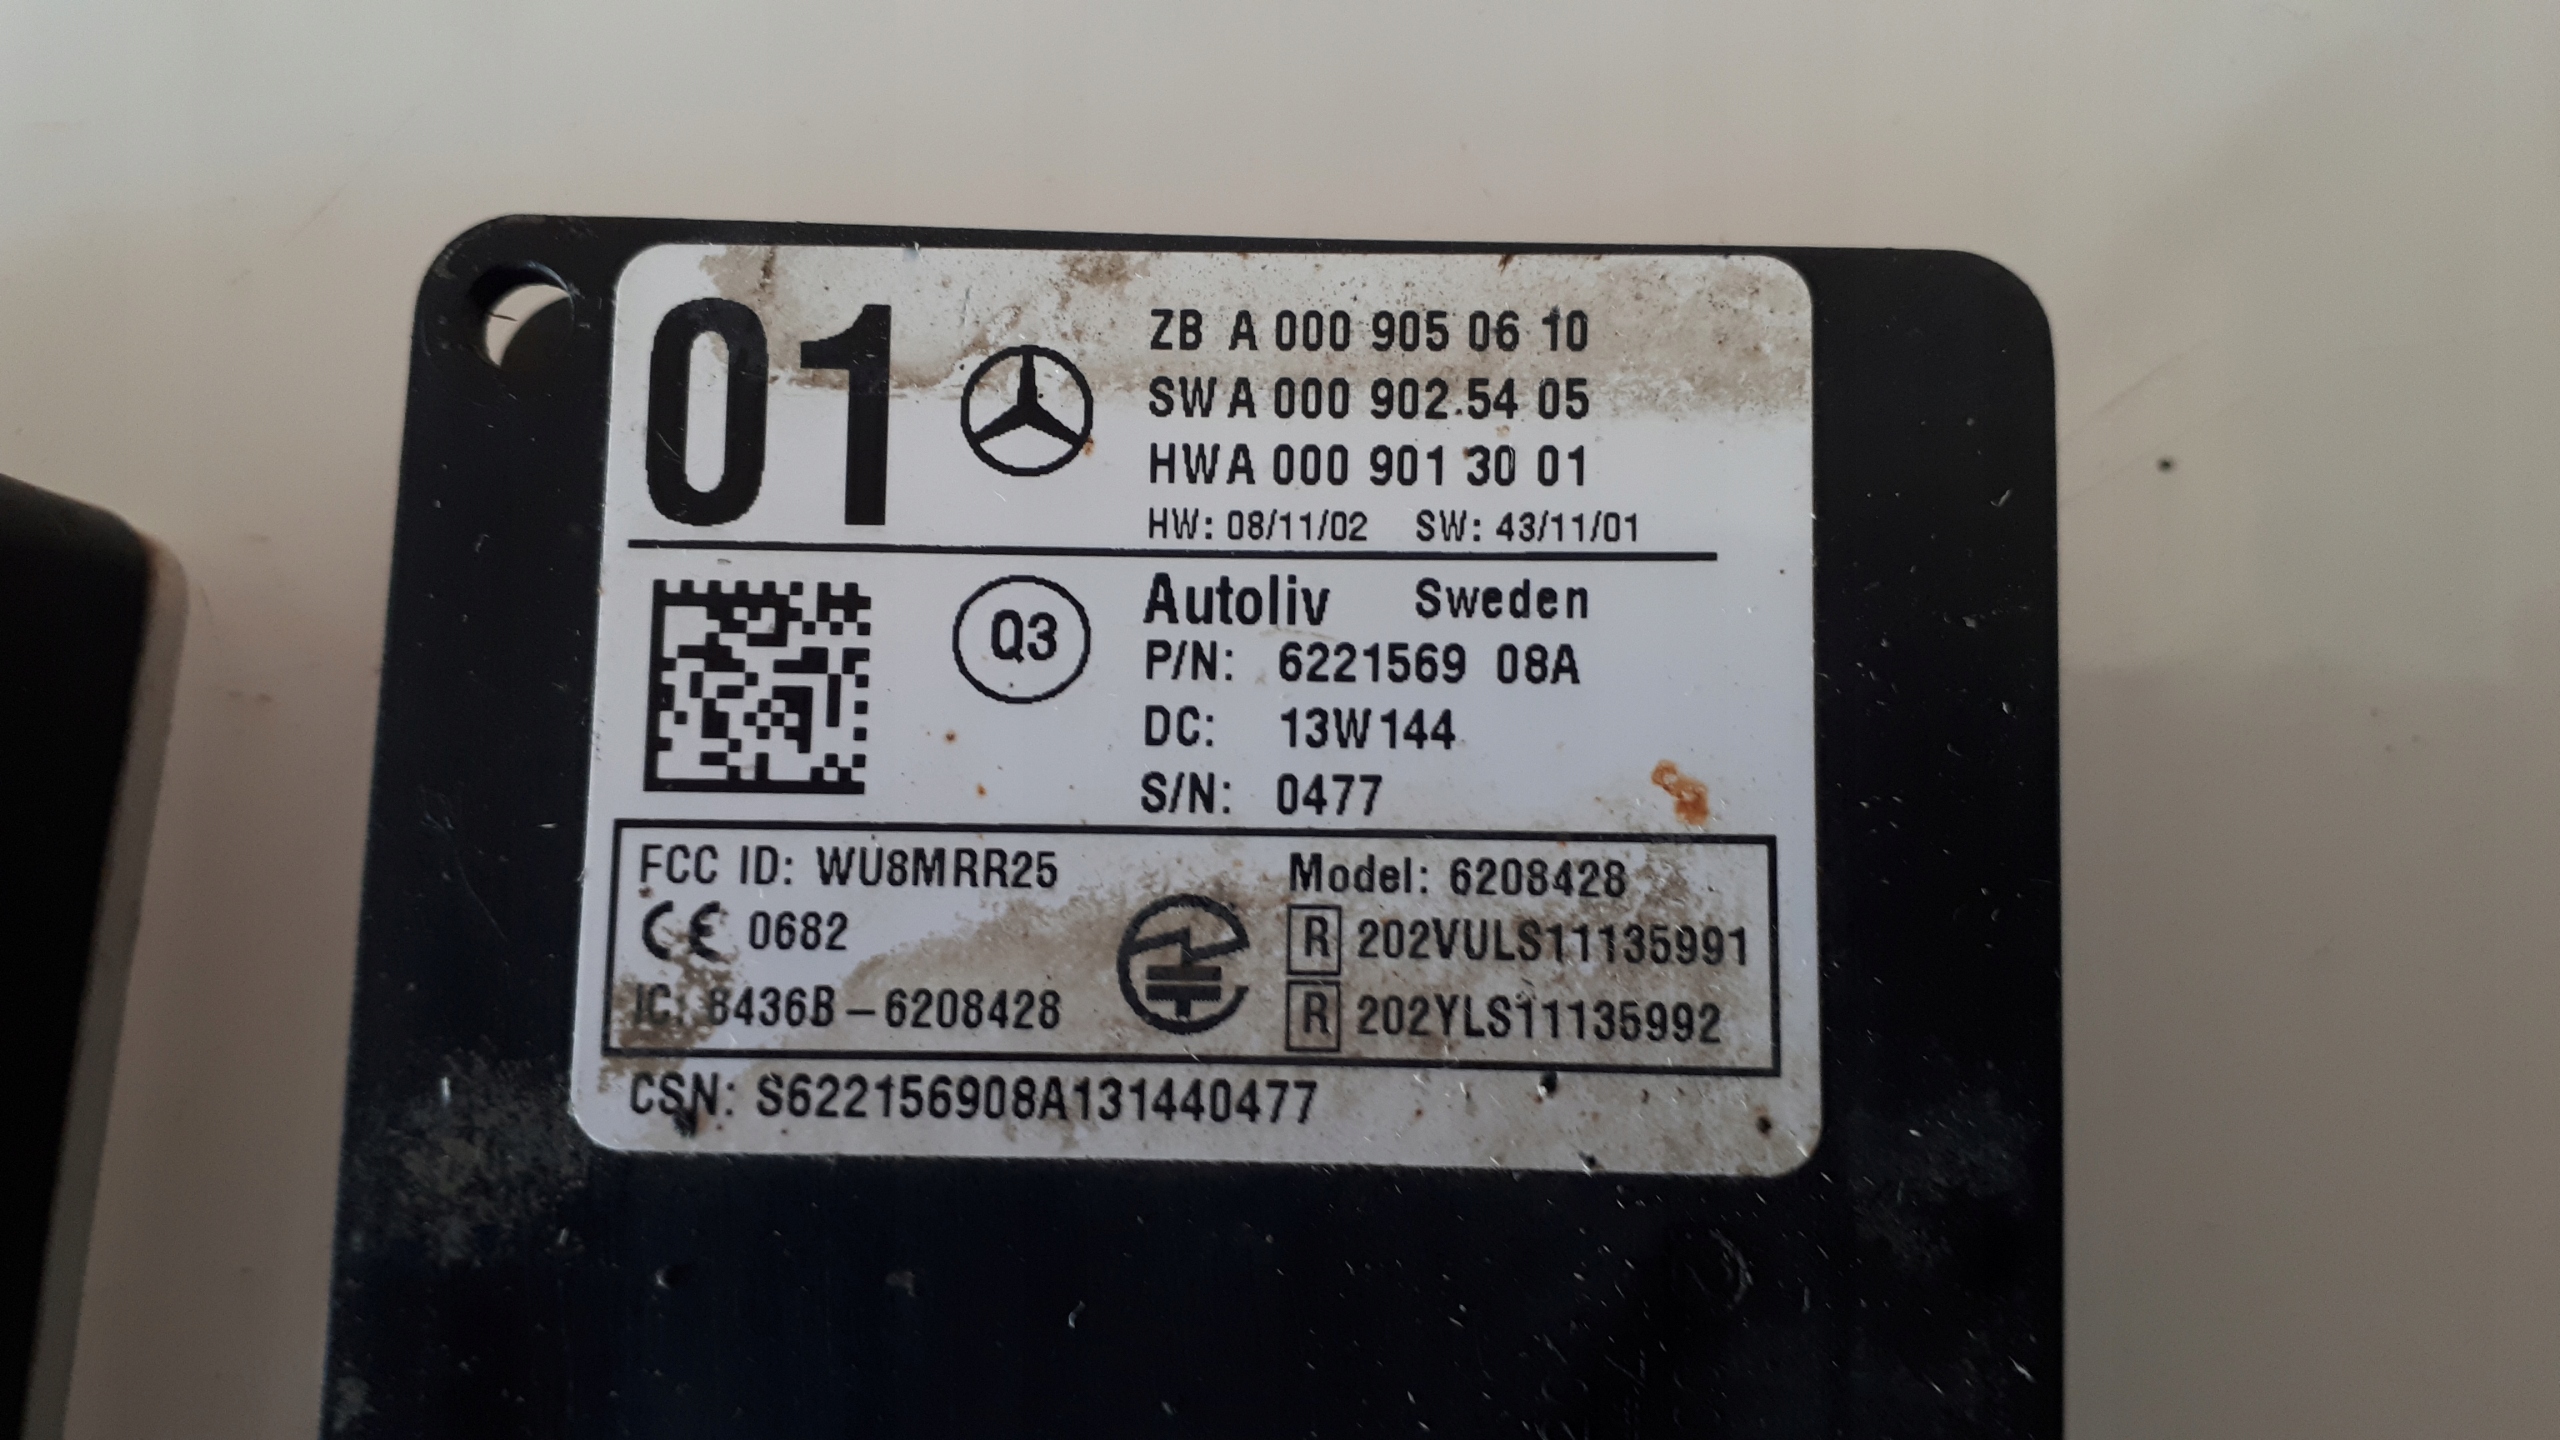 01
ZB A 000 905 06 10
SW A 000 902 54 05
HW A 000 901 30 01
HW: 08/11/02 SW: 43/11/01
Q3
Autoliv Sweden
P/N: 6221569 08A
DC: 13W144
S/N: 0477
FCC ID: WU8MRR25
CE 0682
IC: 8436B-6208428
Model: 6208428
R 202VULS11135991
R 202YLS11135992
CSN: S622156908A131440477